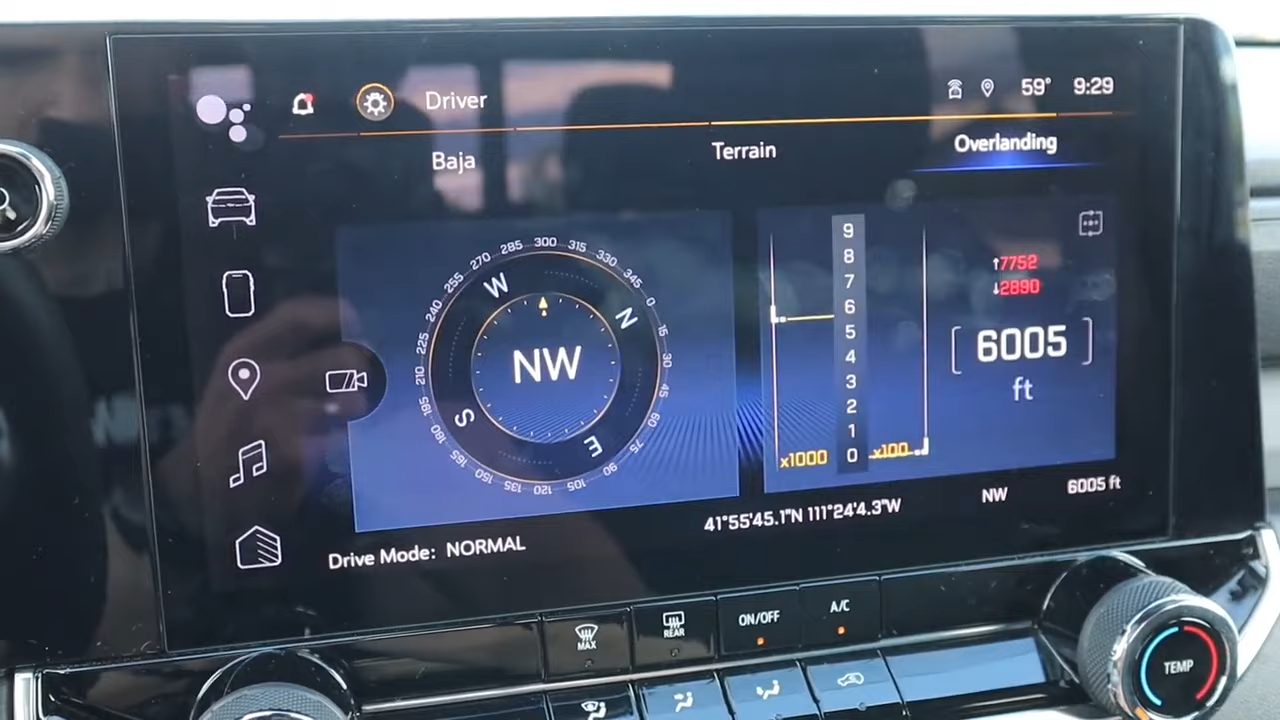 Driver
59° 9:29
Baja
Terrain
Overlanding
285 300 315
270 330
255 345
240 0
225 15
210 30
195 45
180 60
165 75
150 90
135 120 105
W
N
S
E
NW
9
8
7
6
5
4
3
2
1
0
x1000
x100
↑7752
↓2890
[6005]
ft
41°55'45.1"N 111°24'4.3"W
NW
6005 ft
Drive Mode: NORMAL
MAX
REAR
ON/OFF
A/C
TEMP